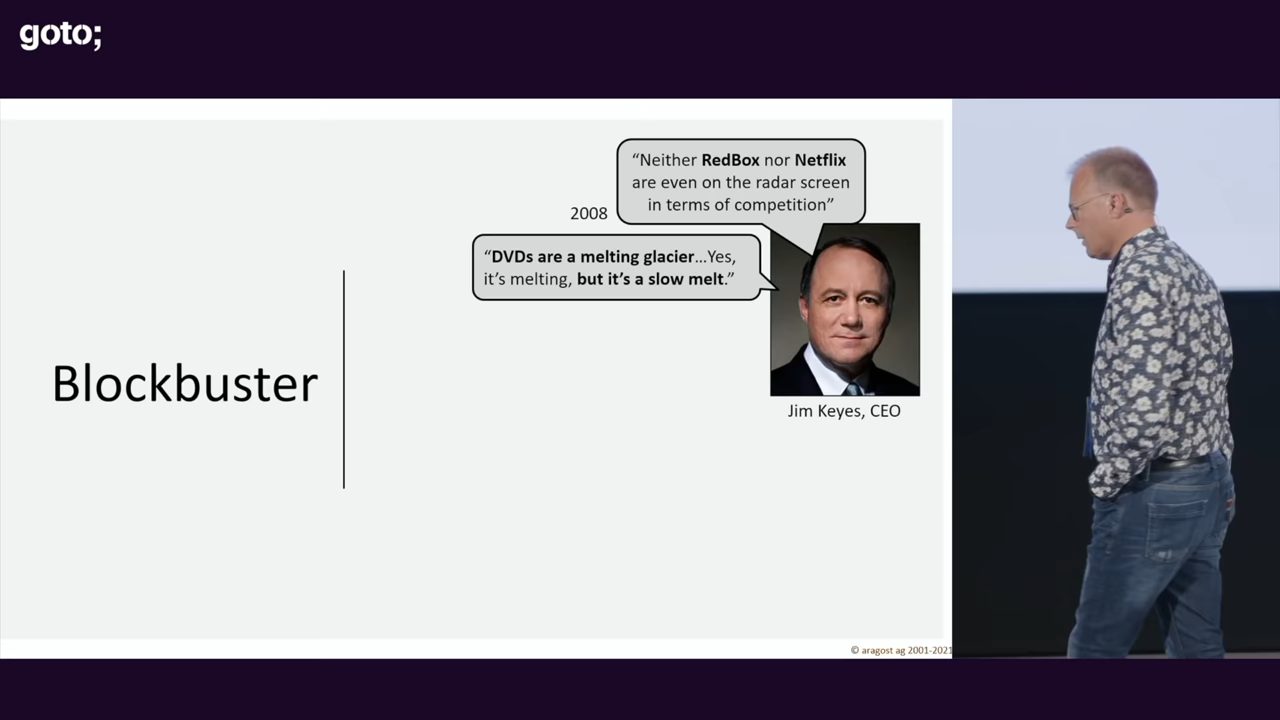 goto;
“Neither RedBox nor Netflix
are even on the radar screen
in terms of competition”
2008
“DVDs are a melting glacier...Yes,
it’s melting, but it’s a slow melt.”
Blockbuster
Jim Keyes, CEO
© aragost ag 2001-2021